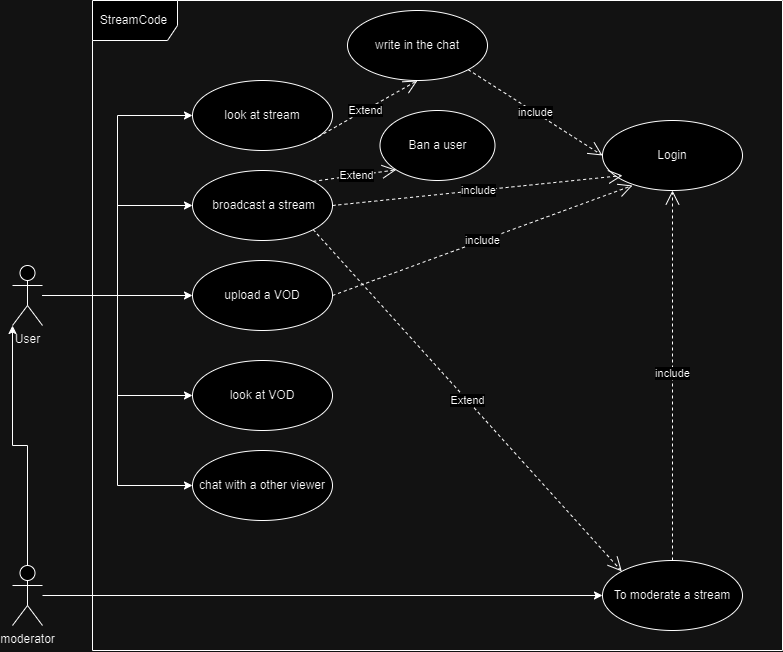 StreamCode
write in the chat
look at stream
Extend
include
Ban a user
Login
Extend
include
broadcast a stream
include
upload a VOD
User
include
look at VOD
Extend
chat with a other viewer
To moderate a stream
moderator